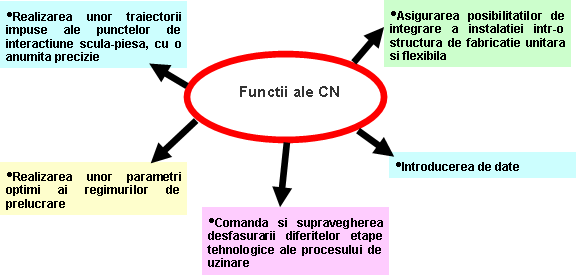 •Realizarea unor traiectorii
impuse ale punctelor de
interactiune scula-piesa, cu o
anumita precizie
•Asigurarea posibilitatilor de
integrare a instalatiei intr-o
structura de fabricatie unitara
si flexibila
Functii ale CN
•Realizarea unor parametri
optimi ai regimurilor de
prelucrare
•Introducerea de date
•Comanda si supravegherea
desfasurarii diferitelor etape
tehnologice ale procesului de
uzinare